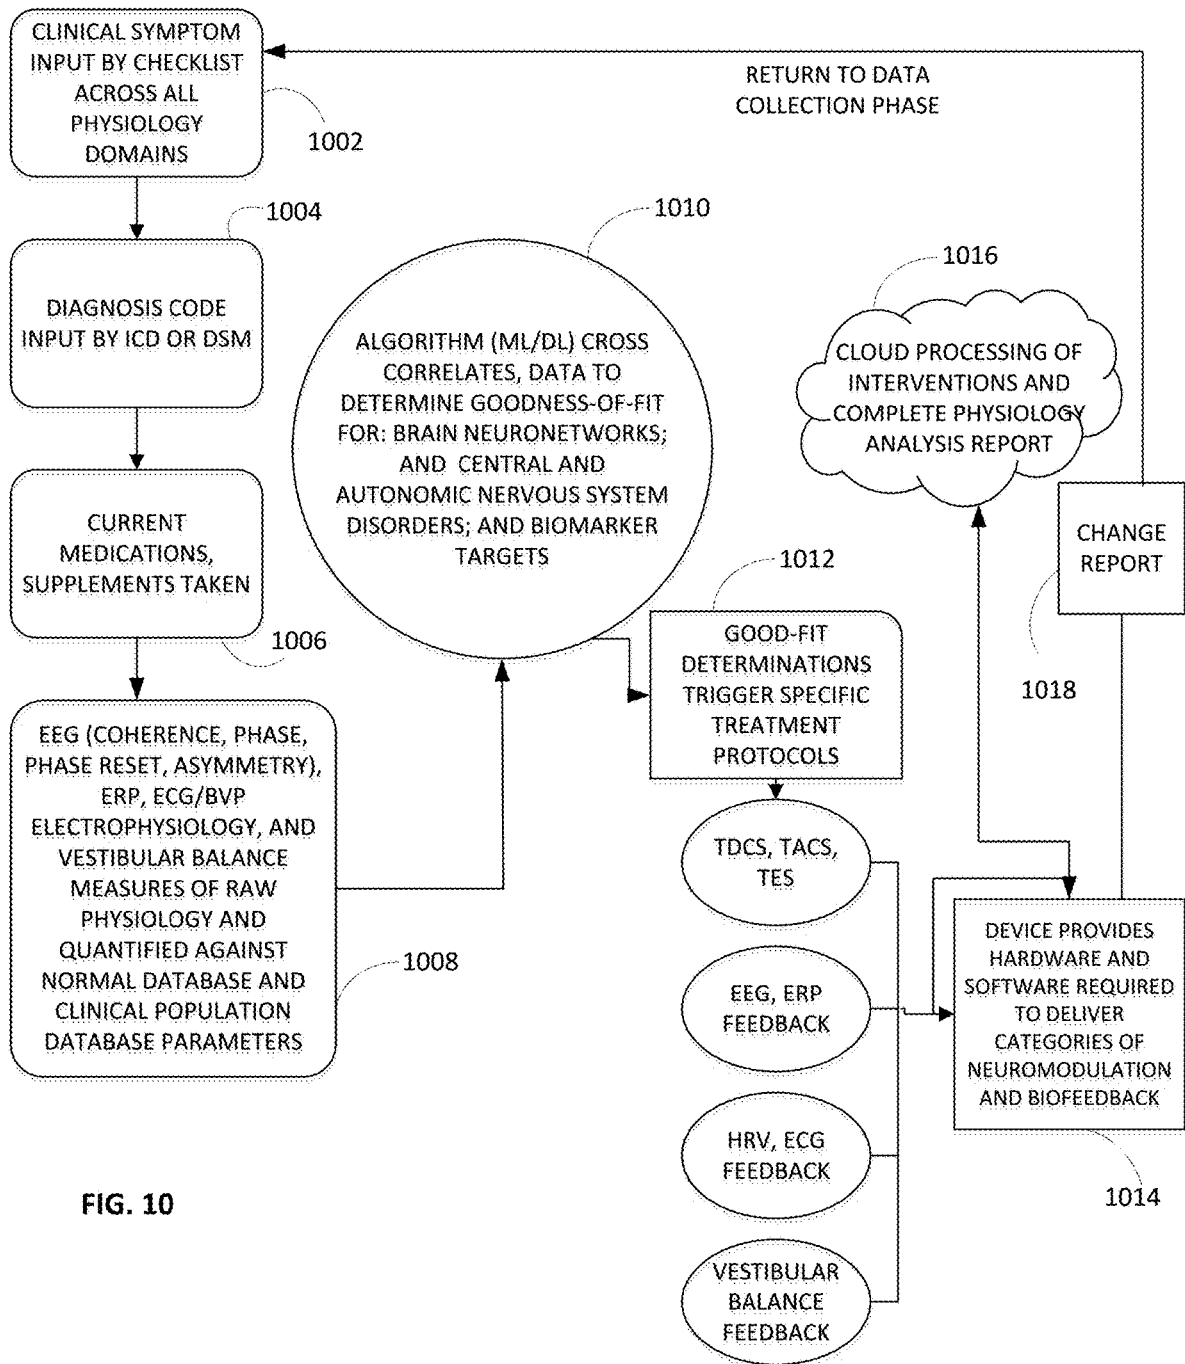 CLINICAL SYMPTOM
INPUT BY CHECKLIST
ACROSS ALL
PHYSIOLOGY
DOMAINS
1002
RETURN TO DATA
COLLECTION PHASE
1004
DIAGNOSIS CODE
INPUT BY ICD OR DSM
CURRENT
MEDICATIONS,
SUPPLEMENTS TAKEN
1006
EEG (COHERENCE, PHASE,
PHASE RESET, ASYMMETRY),
ERP, ECG/BVP
ELECTROPHYSIOLOGY, AND
VESTIBULAR BALANCE
MEASURES OF RAW
PHYSIOLOGY AND
QUANTIFIED AGAINST
NORMAL DATABASE AND
CLINICAL POPULATION
DATABASE PARAMETERS
1008
1010
ALGORITHM (ML/DL) CROSS
CORRELATES, DATA TO
DETERMINE GOODNESS-OF-FIT
FOR: BRAIN NEURONETWORKS;
AND CENTRAL AND
AUTONOMIC NERVOUS SYSTEM
DISORDERS; AND BIOMARKER
TARGETS
1012
GOOD-FIT
DETERMINATIONS
TRIGGER SPECIFIC
TREATMENT
PROTOCOLS
TDCS, TACS,
TES
EEG, ERP
FEEDBACK
HRV, ECG
FEEDBACK
VESTIBULAR
BALANCE
FEEDBACK
1016
CLOUD PROCESSING OF
INTERVENTIONS AND
COMPLETE PHYSIOLOGY
ANALYSIS REPORT
CHANGE
REPORT
1018
DEVICE PROVIDES
HARDWARE AND
SOFTWARE REQUIRED
TO DELIVER
CATEGORIES OF
NEUROMODULATION
AND BIOFEEDBACK
1014
FIG. 10